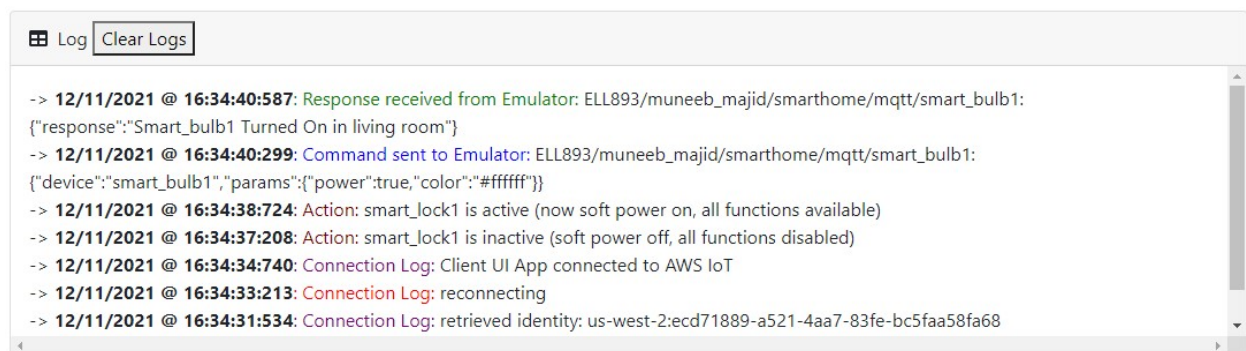 Log Clear Logs
-> 12/11/2021 @ 16:34:40:587: Response received from Emulator: ELL893/muneeb_majid/smarthome/mqtt/smart_bulb1:
{"response":"Smart_bulb1 Turned On in living room"}
-> 12/11/2021 @ 16:34:40:299: Command sent to Emulator: ELL893/muneeb_majid/smarthome/mqtt/smart_bulb1:
{"device":"smart_bulb1","params":{"power":true,"color":"#ffffff"}}
-> 12/11/2021 @ 16:34:38:724: Action: smart_lock1 is active (now soft power on, all functions available)
-> 12/11/2021 @ 16:34:37:208: Action: smart_lock1 is inactive (soft power off, all functions disabled)
-> 12/11/2021 @ 16:34:34:740: Connection Log: Client UI App connected to AWS IoT
-> 12/11/2021 @ 16:34:33:213: Connection Log: reconnecting
-> 12/11/2021 @ 16:34:31:534: Connection Log: retrieved identity: us-west-2:ecd71889-a521-4aa7-83fe-bc5faa58fa68